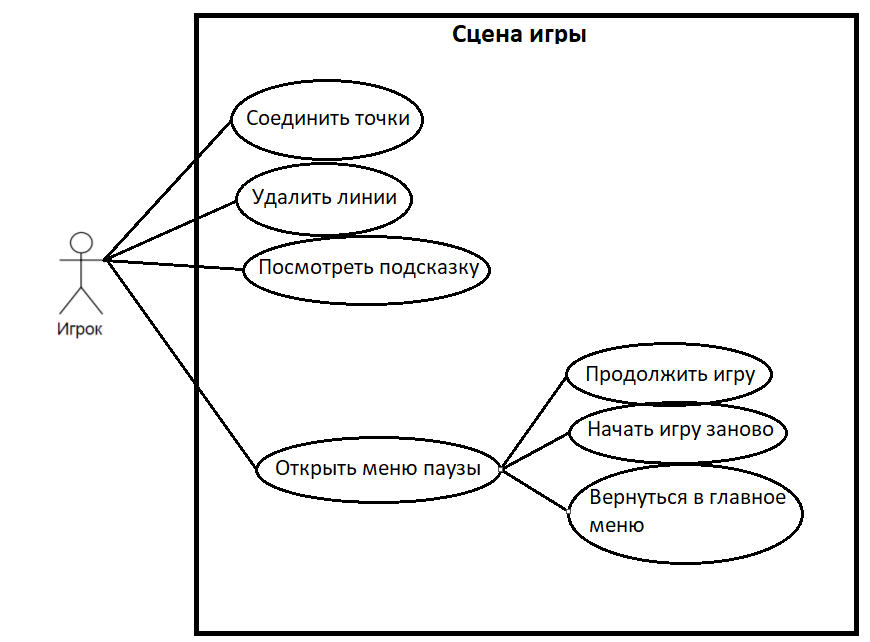 Сцена игры
Соединить точки
Удалить линии
Посмотреть подсказку
Игрок
Продолжить игру
Начать игру заново
Открыть меню паузы
Вернуться в главное
меню